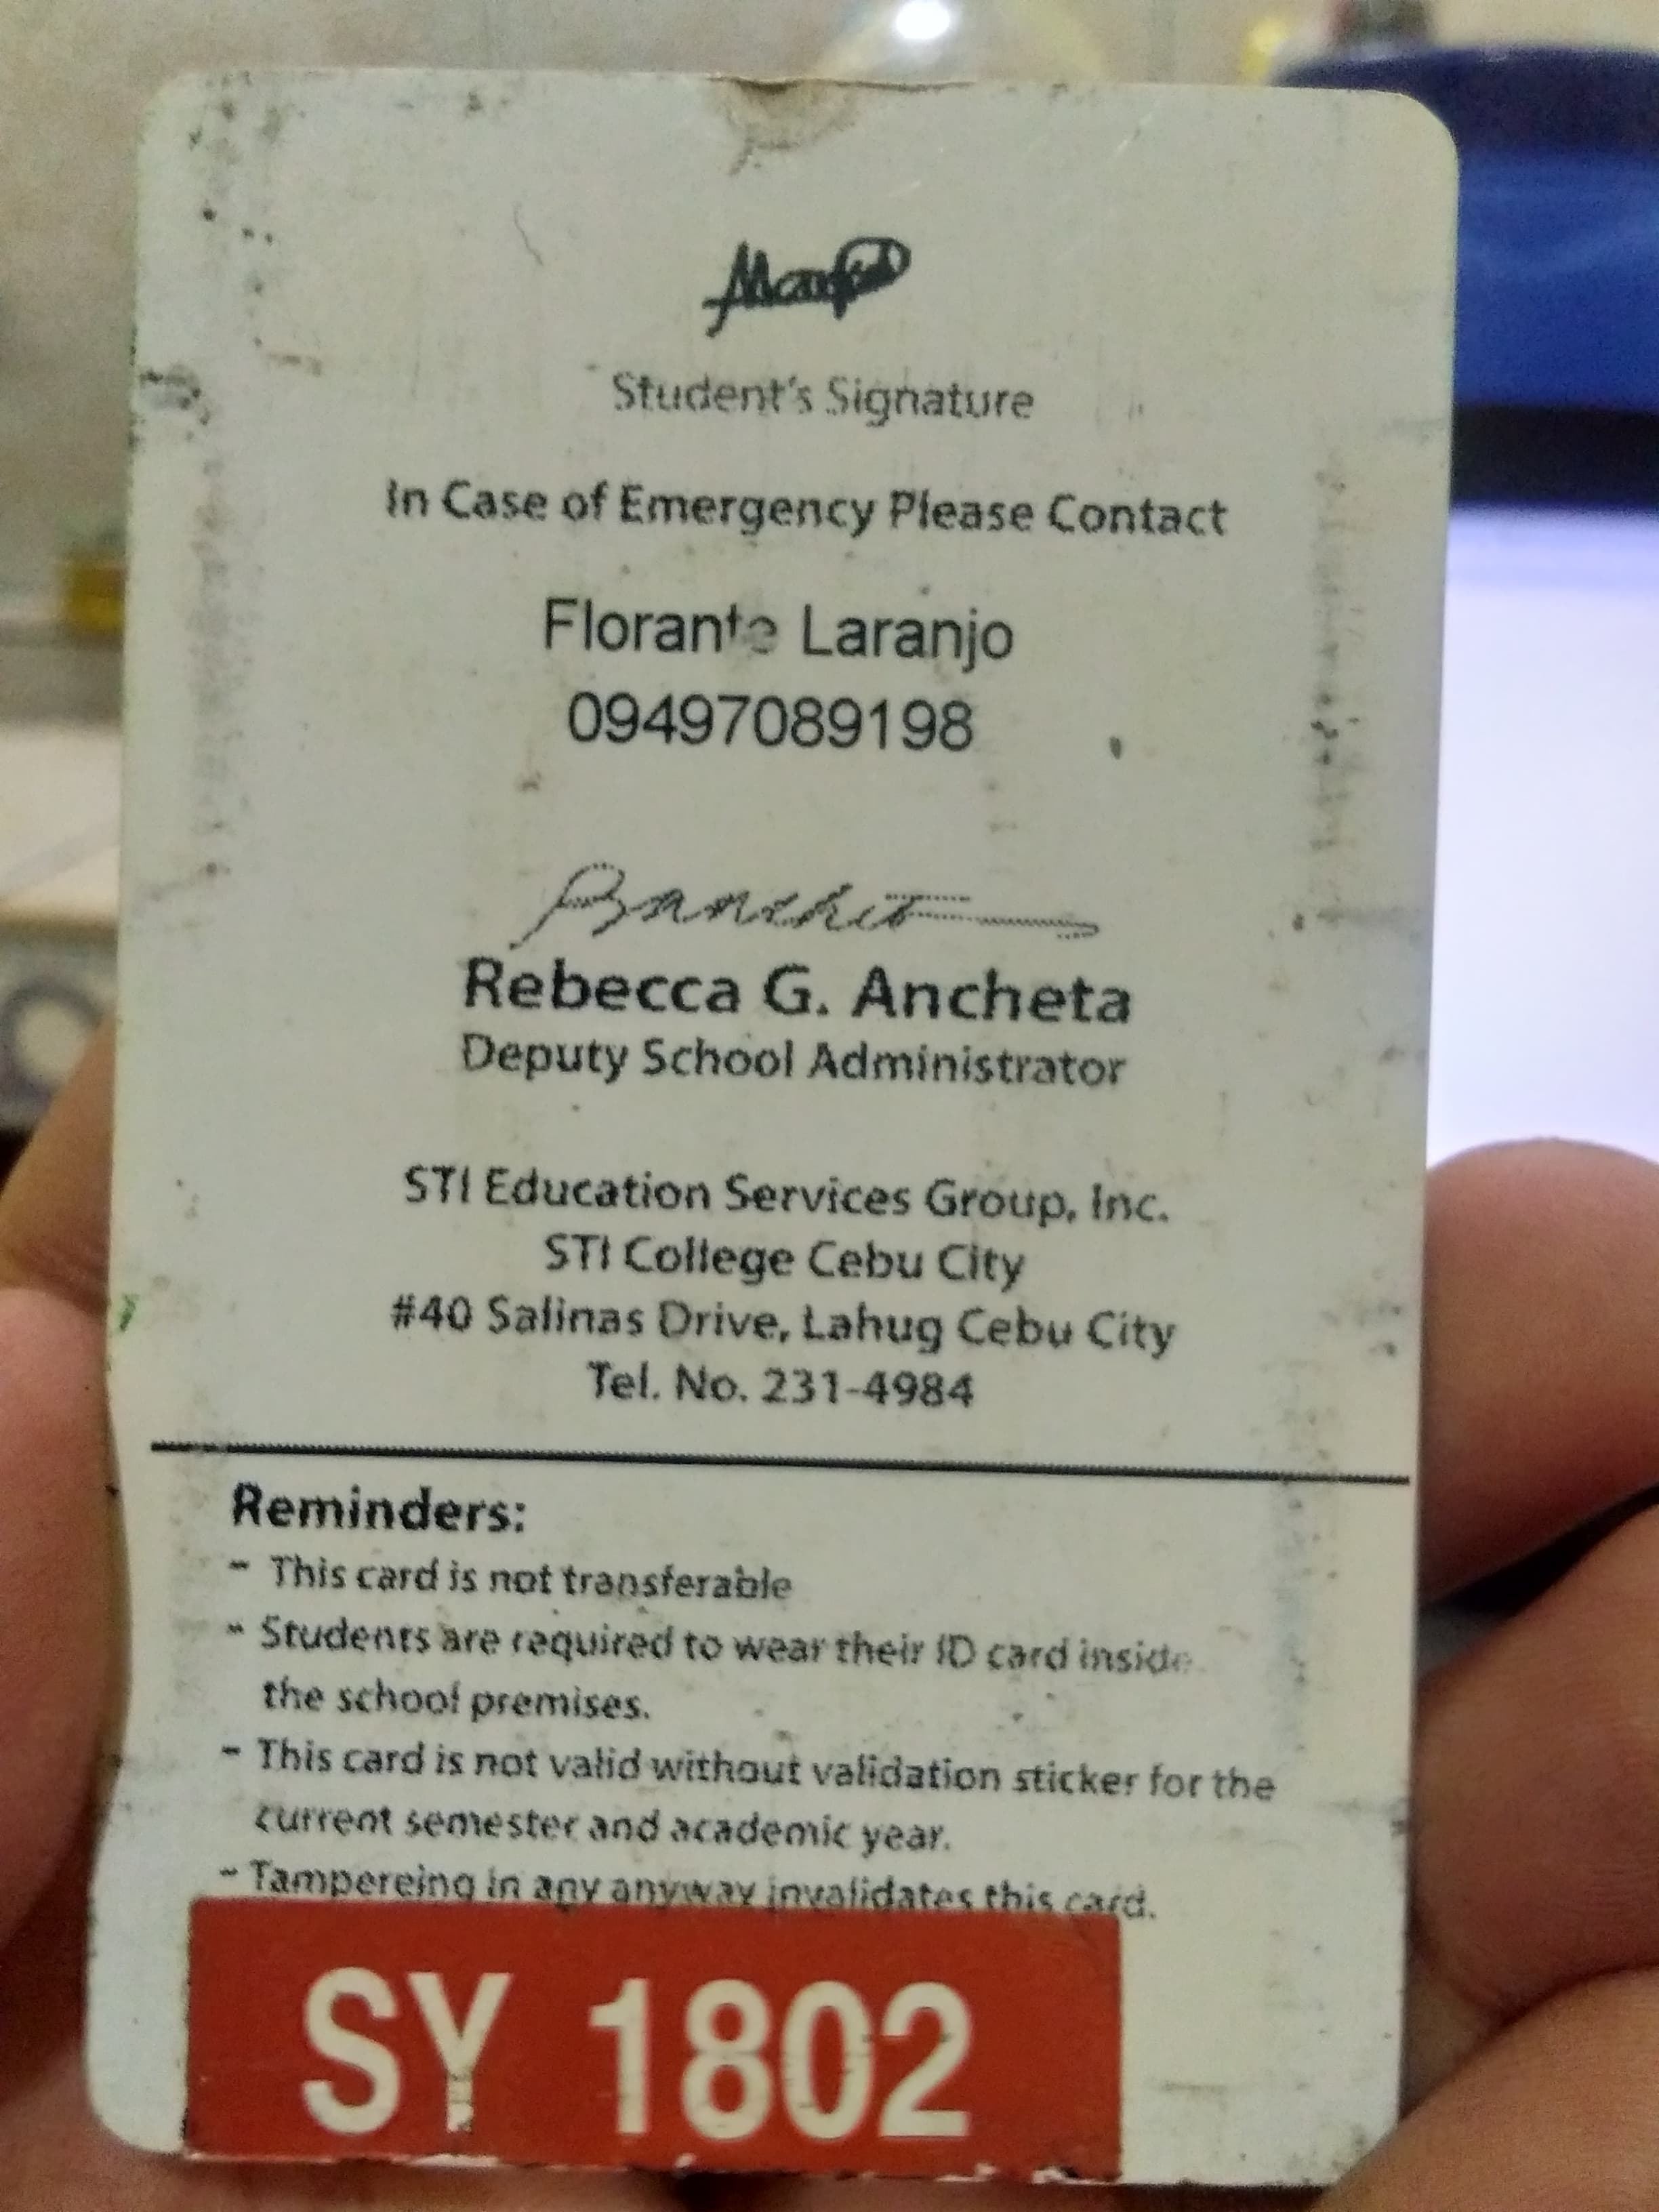 Student's Signature
In Case of Emergency Please Contact
Florante Laranjo
09497089198
Rebecca G. Ancheta
Deputy School Administrator
STI Education Services Group, Inc.
STI College Cebu City
#40 Salinas Drive, Lahug Cebu City
Tel. No. 231-4984
Reminders:
- This card is not transferable
- Students are required to wear their ID card inside
the school premises.
- This card is not valid without validation sticker for the
current semester and academic year.
- Tampereing in any anyway invalidates this card.
SY 1802